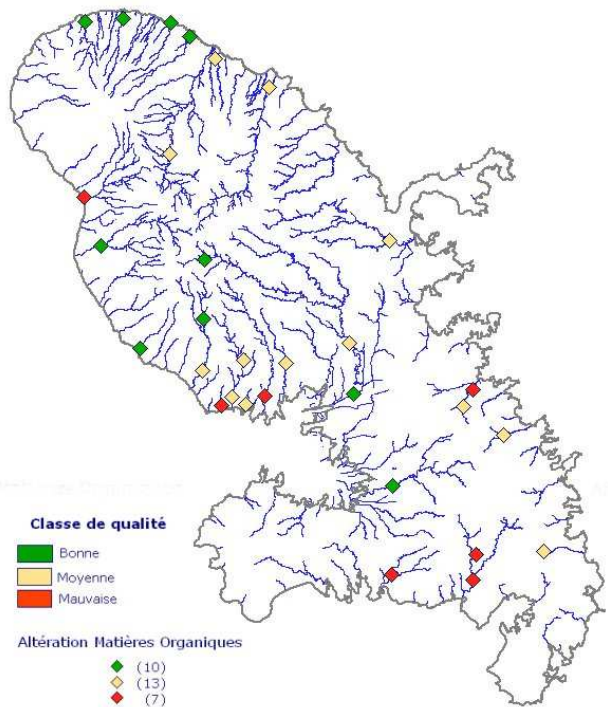 Classe de qualité
Bonne
Moyenne
Mauvaise
Altération Matières Organiques
(10)
(13)
(7)